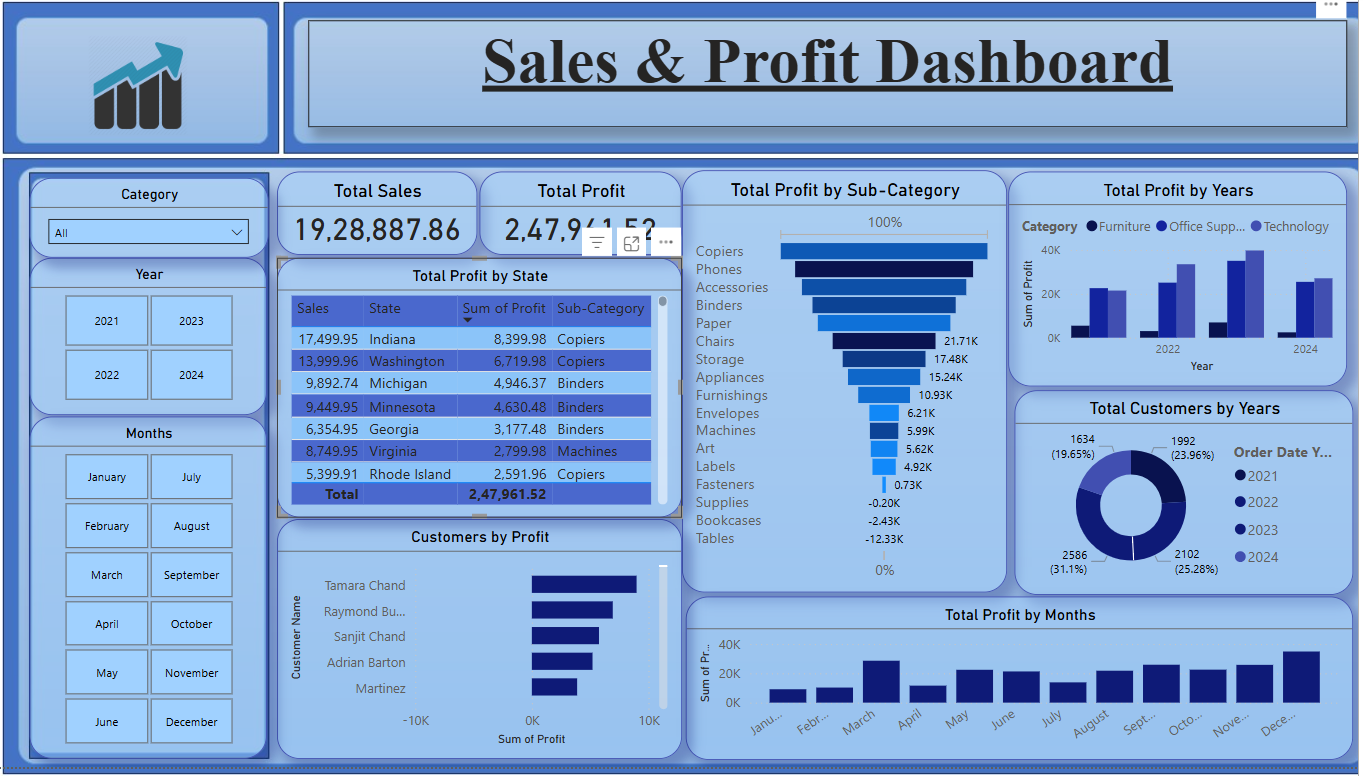 Sales & Profit Dashboard
Category
All
Year
2021
2023
2022
2024
Months
January
July
February
August
March
September
April
October
May
November
June
December
Total Sales
19,28,887.86
Total Profit
2,47,961.52
Total Profit by State
Sales State Sum of Profit Sub-Category
17,499.95 Indiana 8,399.98 Copiers
13,999.96 Washington 6,719.98 Copiers
9,892.74 Michigan 4,946.37 Binders
9,449.95 Minnesota 4,630.48 Binders
6,354.95 Georgia 3,177.48 Binders
8,749.95 Virginia 2,799.98 Machines
5,399.91 Rhode Island 2,591.96 Copiers
Total 2,47,961.52
Customers by Profit
Customer Name
Tamara Chand
Raymond Bu...
Sanjit Chand
Adrian Barton
Martinez
-10K 0K 10K
Sum of Profit
Total Profit by Sub-Category
100%
Copiers
Phones
Accessories
Binders
Paper
Chairs 21.71K
Storage 17.48K
Appliances 15.24K
Furnishings 10.93K
Envelopes 6.21K
Machines 5.99K
Art 5.62K
Labels 4.92K
Fasteners 0.73K
Supplies -0.20K
Bookcases -2.43K
Tables -12.33K
0%
Total Profit by Years
Category Furniture Office Supp... Technology
Sum of Profit
40K
20K
0K
2022 2024
Year
Total Customers by Years
1634
(19.65%)
1992
(23.96%)
2586
(31.1%)
2102
(25.28%)
Order Date Y...
2021
2022
2023
2024
Total Profit by Months
Sum of Pr...
40K
20K
0K
Janu... Febr... March April May June July August Sept... Octo... Nove... Dece...